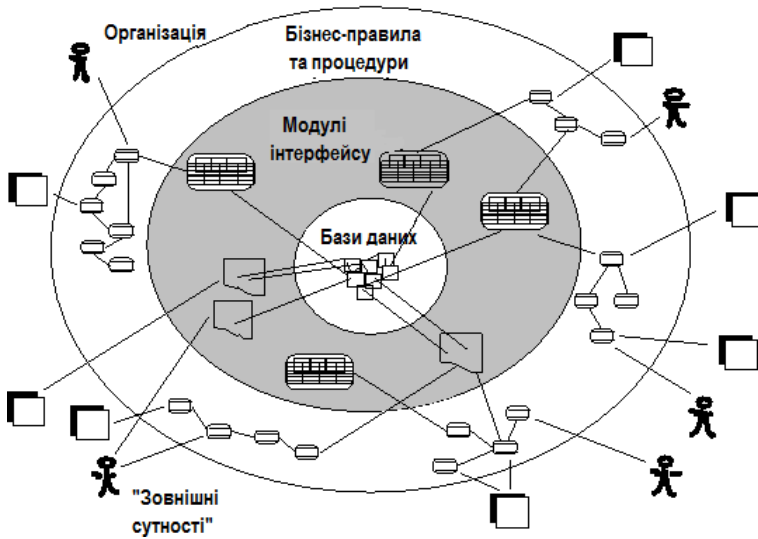 Організація
Бізнес-правила
та процедури
Модулі
інтерфейсу
Бази даних
"Зовнішні
сутності"